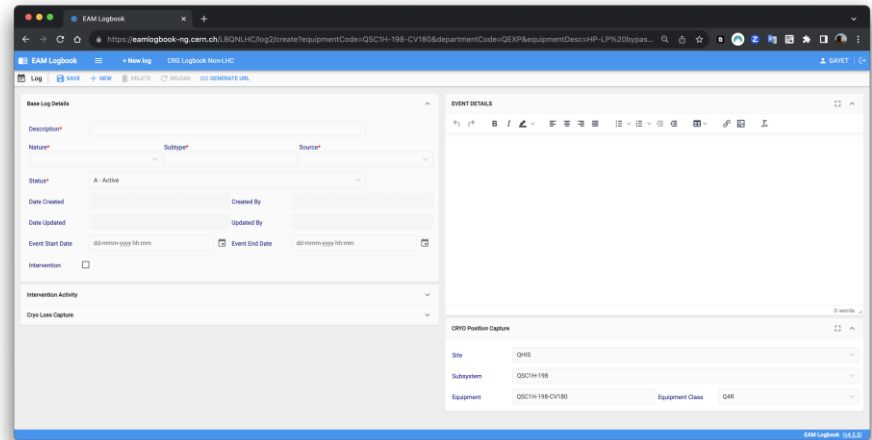 EAM Logbook
https://eamlogbook-ng.cern.ch/LBQNLHC/log2/create?equipmentCode=QSC1H-198-CV180&departmentCode=QEXP&equipmentDesc=HP-LP%20bypas...
EAM Logbook
+ New log
ORG Logbook Non-LHC
GAYET
Log
SAVE
+ NEW
DELETE
RELOAD
GENERATE URL
Base Log Details
Description*
Nature*
Subtype*
Source*
Status*
A - Active
Date Created
Created By
Date Updated
Updated By
Event Start Date
dd-mmm-yyyy hh:mm
Event End Date
dd-mmm-yyyy hh:mm
Intervention
Intervention Activity
Cryo Loss Capture
EVENT DETAILS
B I
0 words
CRYO Position Capture
Site
QHIS
Subsystem
QSC1H-198
Equipment
QSC1H-198-CV180
Equipment Class
Q4R
EAM Logbook (v4.5.3)